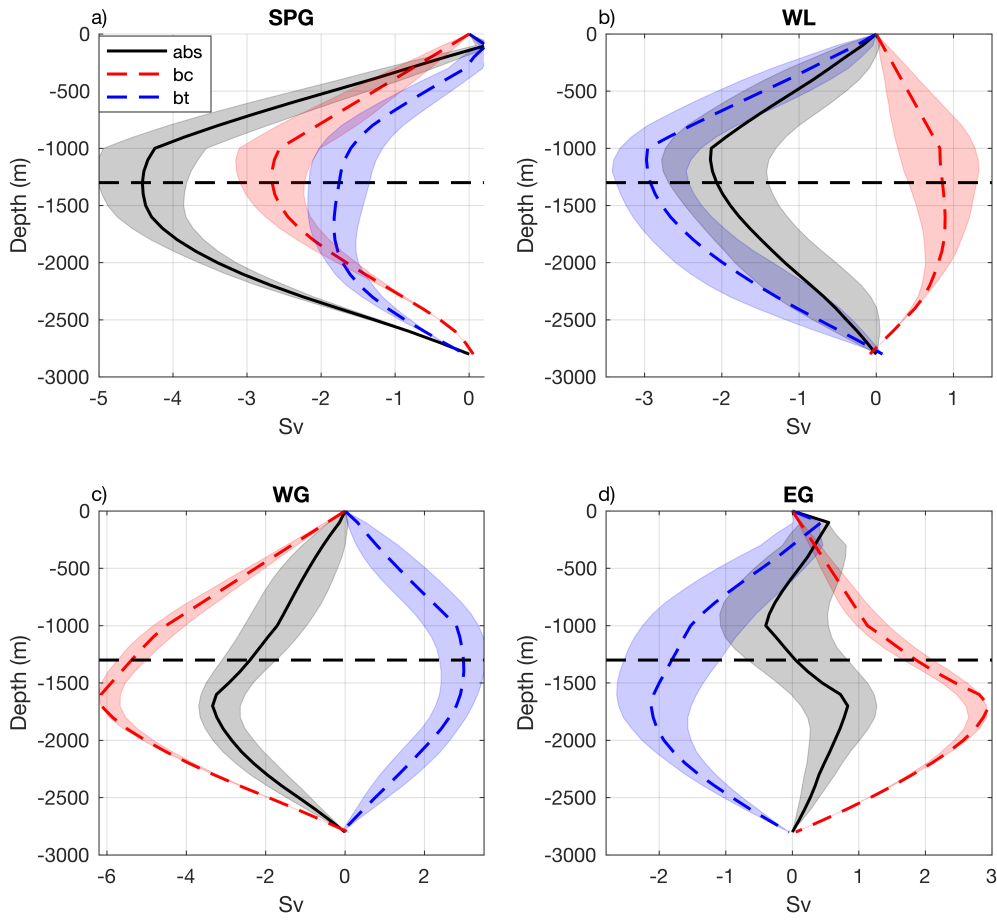 a) SPG
0
-500
-1000
-1500
-2000
-2500
-3000
Depth (m)
abs
bc
bt
-5 -4 -3 -2 -1 0
Sv
b) WL
0
-500
-1000
-1500
-2000
-2500
-3000
Depth (m)
-3 -2 -1 0 1
Sv
c) WG
0
-500
-1000
-1500
-2000
-2500
-3000
Depth (m)
-6 -4 -2 0 2
Sv
d) EG
0
-500
-1000
-1500
-2000
-2500
-3000
Depth (m)
-2 -1 0 1 2 3
Sv